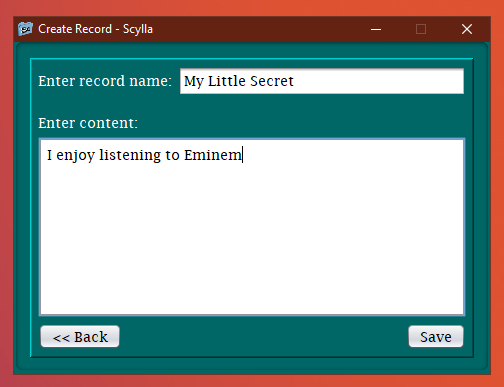 Create Record - Scylla
Enter record name: My Little Secret
Enter content:
I enjoy listening to Eminem
<< Back Save